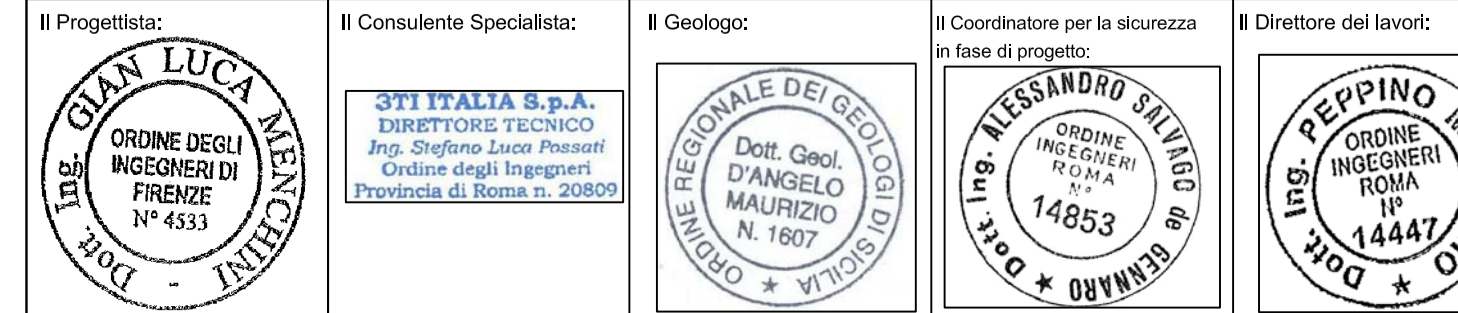 Il Progettista:
Dott. Ing. GIAN LUCA MENCHINI -
ORDINE DEGLI
INGEGNERI DI
FIRENZE
N° 4533
Il Consulente Specialista:
3TI ITALIA S.p.A.
DIRETTORE TECNICO
Ing. Stefano Luca Possati
Ordine degli Ingegneri
Provincia di Roma n. 20809
Il Geologo:
ORDINE REGIONALE DEI GEOLOGI DI SICILIA ★
Dott. Geol.
D'ANGELO
MAURIZIO
N. 1607
Il Coordinatore per la sicurezza
in fase di progetto:
★ Dott. Ing. ALESSANDRO SALVAGO de GENNARO
ORDINE
INGEGNERI
ROMA
N°
14853
Il Direttore dei lavori:
Dott. Ing. PEPPINO
ORDINE
INGEGNERI
ROMA
N°
14447
★